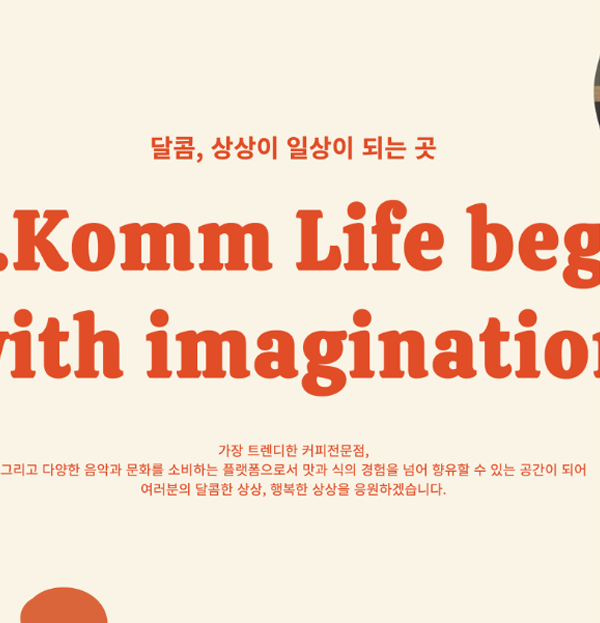 달콤, 상상이 일상이 되는 곳
.Komm Life beg
ith imagination
가장 트렌디한 커피전문점,
그리고 다양한 음악과 문화를 소비하는 플랫폼으로서 맛과 식의 경험을 넘어 향유할 수 있는 공간이 되어
여러분의 달콤한 상상, 행복한 상상을 응원하겠습니다.